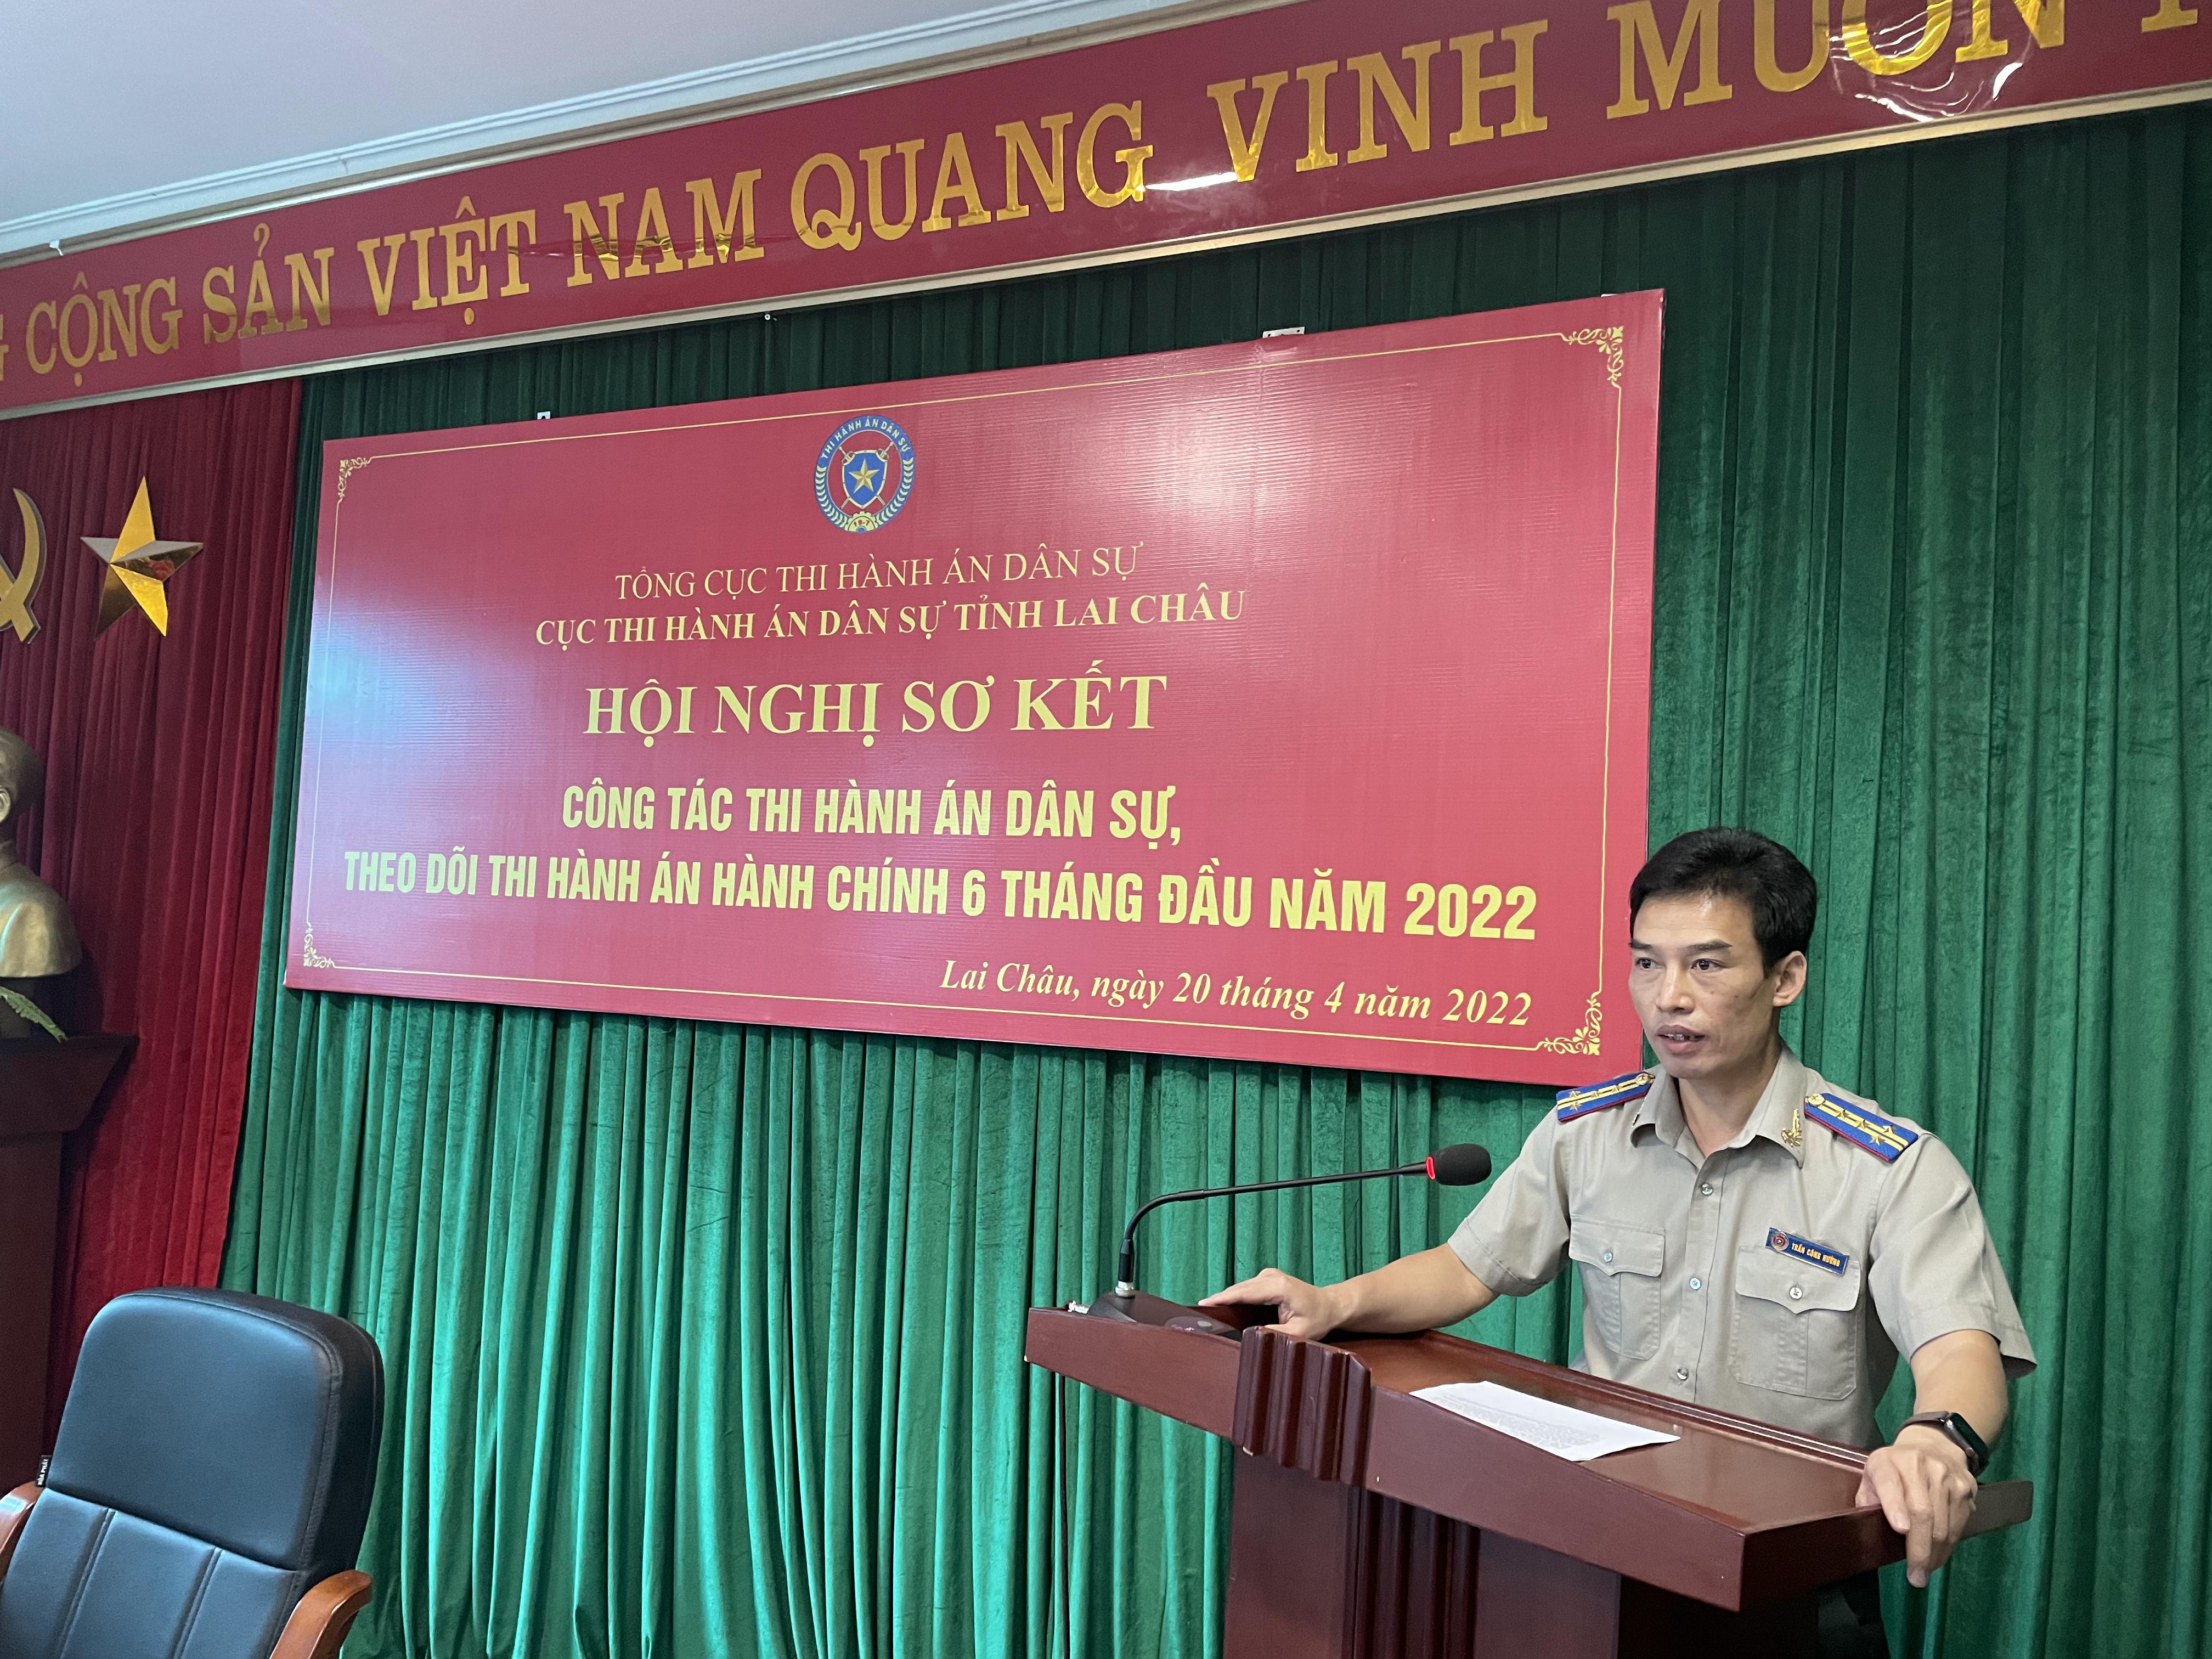 CỘNG SẢN VIỆT NAM QUANG VINH MUÔN
THI HÀNH ÁN DÂN SỰ
TỔNG CỤC THI HÀNH ÁN DÂN SỰ
CỤC THI HÀNH ÁN DÂN SỰ TỈNH LAI CHÂU
HỘI NGHỊ SƠ KẾT
CÔNG TÁC THI HÀNH ÁN DÂN SỰ,
THEO DÕI THI HÀNH ÁN HÀNH CHÍNH 6 THÁNG ĐẦU NĂM 2022
Lai Châu, ngày 20 tháng 4 năm 2022
TRẦN CÔNG HƯỞNG
HÒA PHÁT